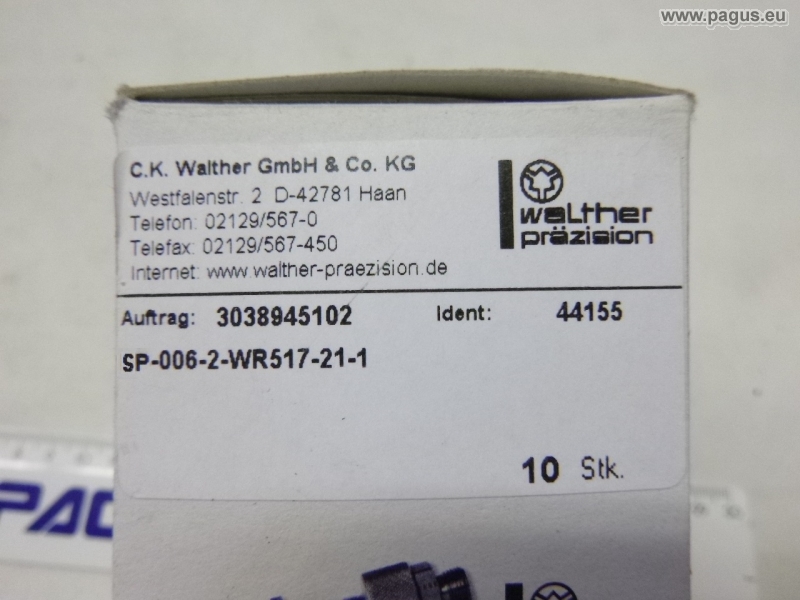 www.pagus.eu
C.K. Walther GmbH & Co. KG
Westfalenstr. 2 D-42781 Haan
Telefon: 02129/567-0
Telefax: 02129/567-450
Internet: www.walther-praezision.de
walther
präzision
Auftrag: 3038945102 Ident: 44155
SP-006-2-WR517-21-1
10 Stk.